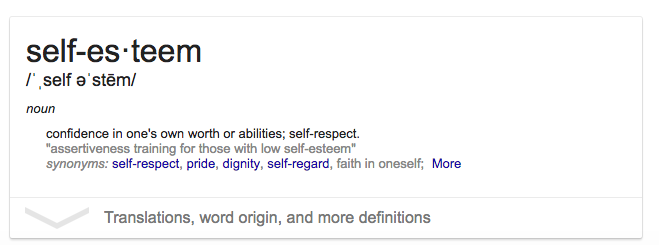 self-es·teem
/ˈˌself əˈstēm/
noun
confidence in one's own worth or abilities; self-respect.
"assertiveness training for those with low self-esteem"
synonyms: self-respect, pride, dignity, self-regard, faith in oneself; More
Translations, word origin, and more definitions